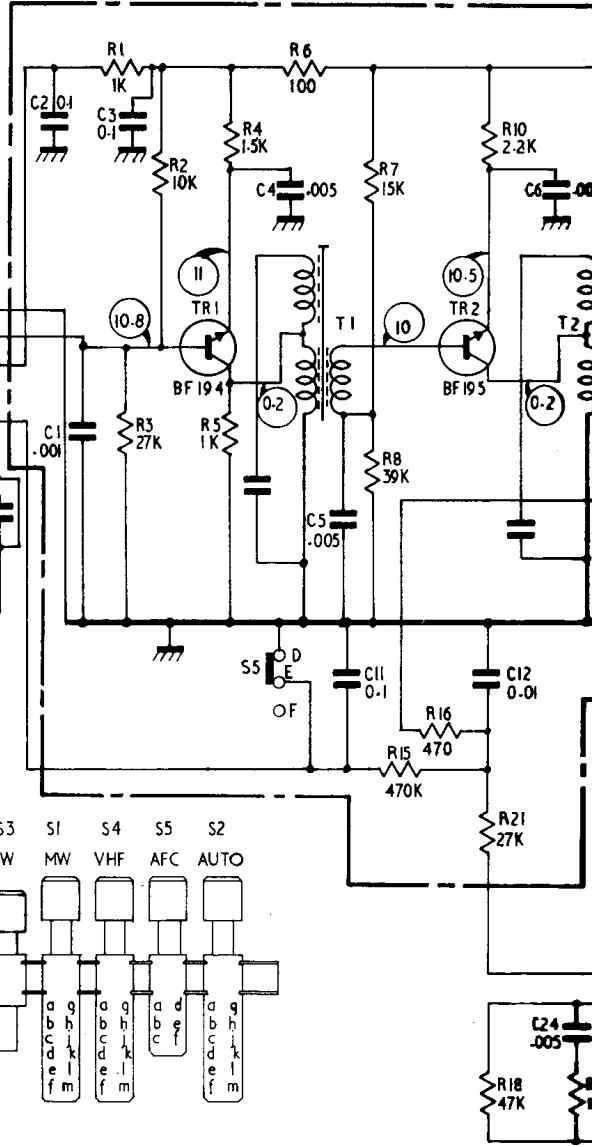 R1
1K
R6
100
C2 0.1
C3
0.1
R4
1.5K
R10
2.2K
R2
10K
C4 .005
R7
15K
C6 .00
11
10.5
TR1
TR2
10.8
T1
10
T2
BF194
BF195
0.2
0.2
C1
.001
R3
27K
R5
1K
R8
39K
C5
.005
S5
D
E
F
C11
0.1
C12
0.01
R16
470
R15
470K
R21
27K
S3 S1 S4 S5 S2
W MW VHF AFC AUTO
a g
b h
c j
d k
e l
f m
a g
b h
c j
d k
e l
f m
a d
b e
c f
a g
b h
c j
d k
e l
f m
C24
.005
R18
47K